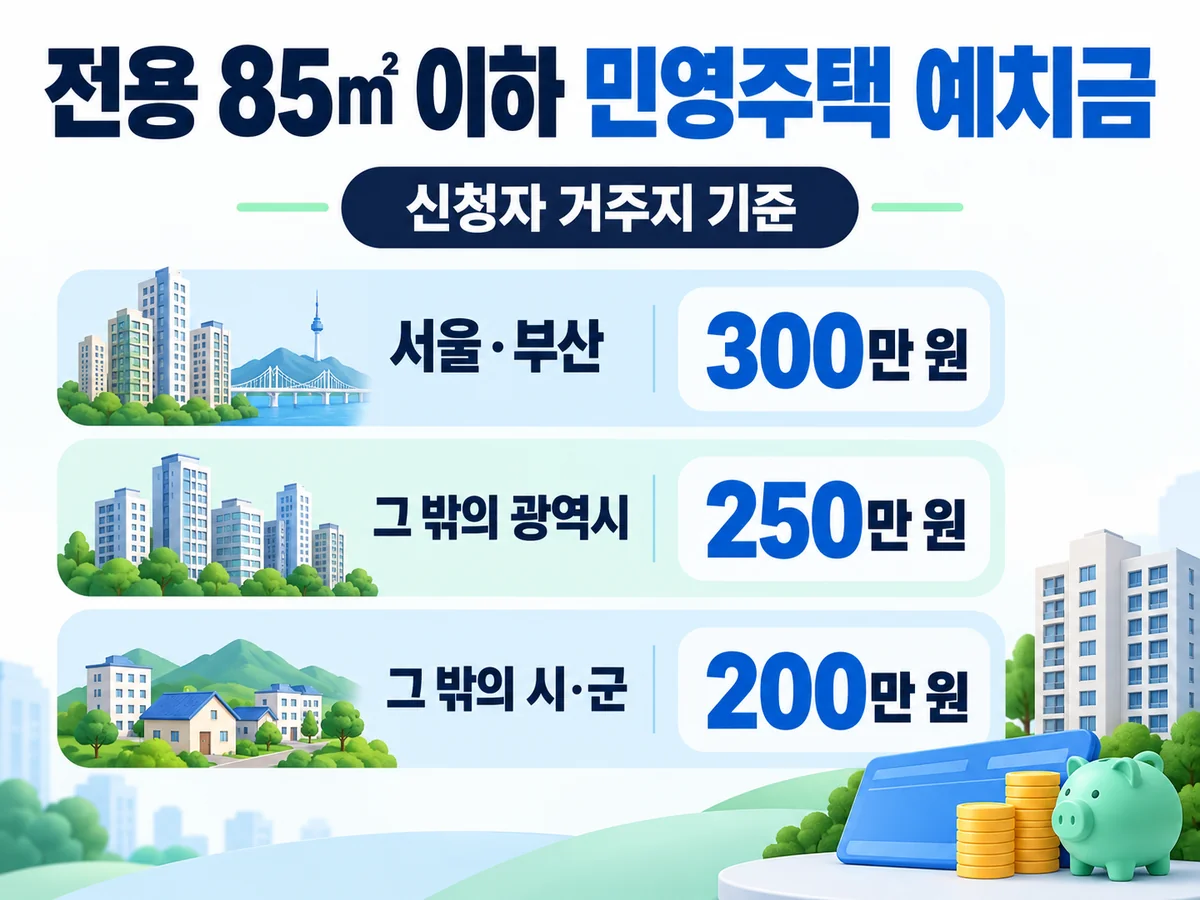 전용 85㎡ 이하 민영주택 예치금
신청자 거주지 기준
서울·부산
300만 원
그 밖의 광역시
250만 원
그 밖의 시·군
200만 원